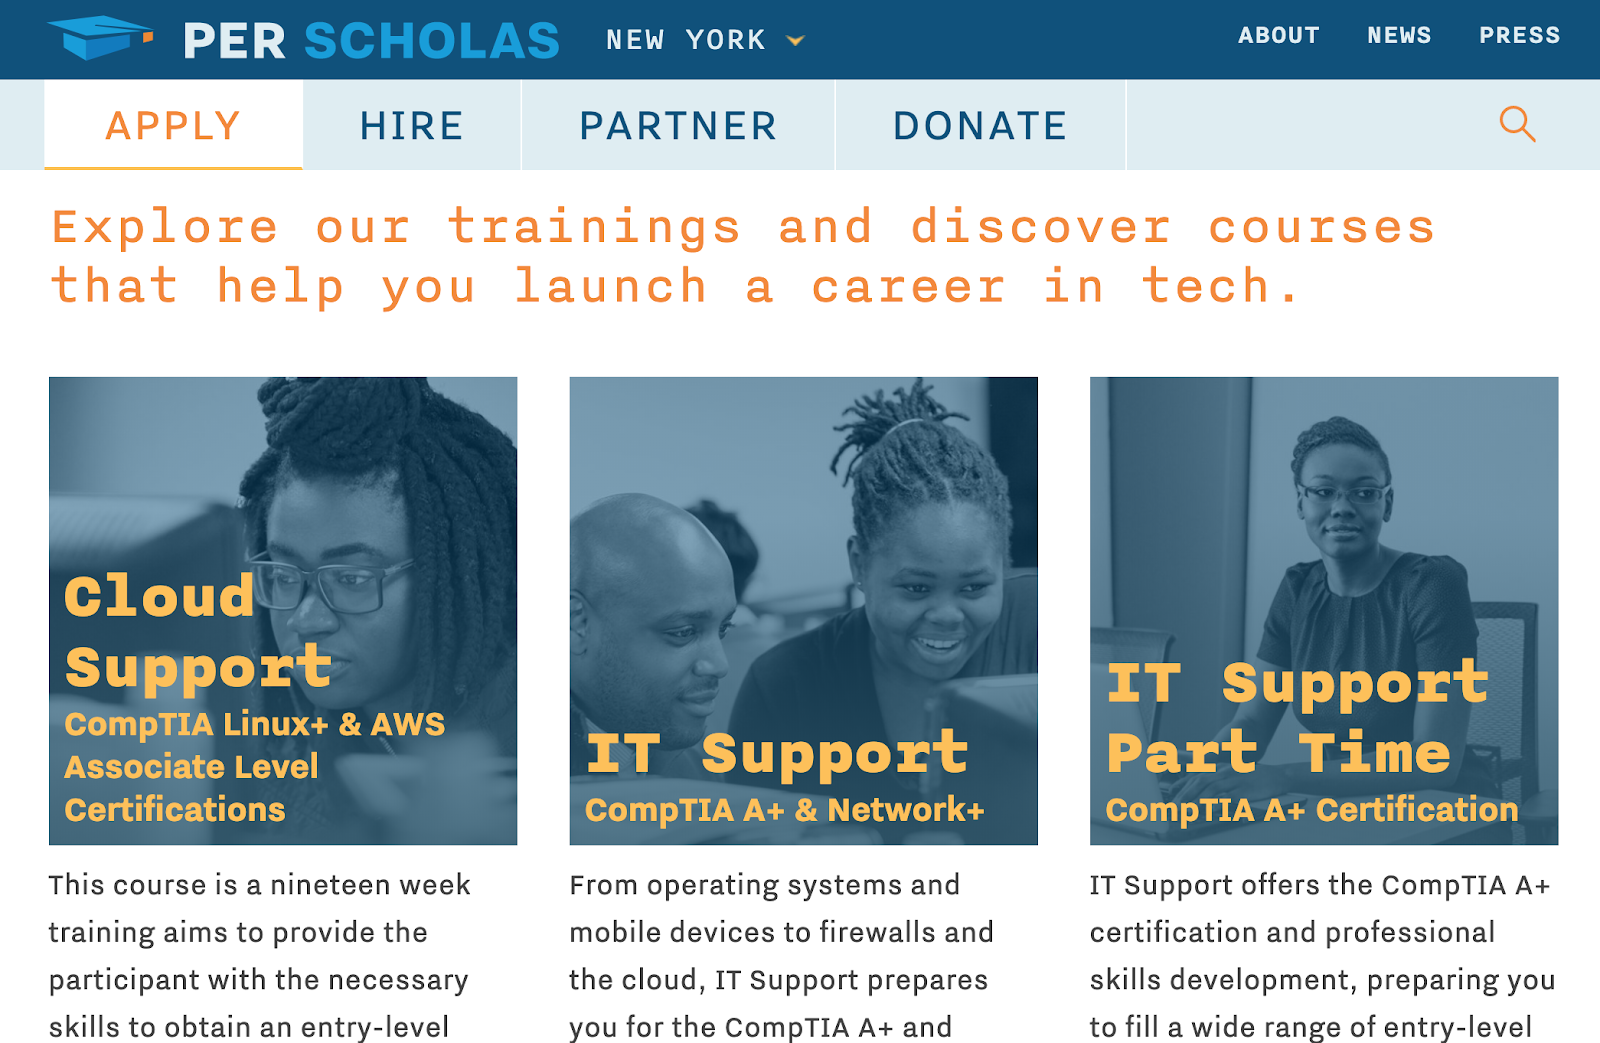 PER SCHOLAS NEW YORK ABOUT NEWS PRESS
APPLY HIRE PARTNER DONATE
Explore our trainings and discover courses
that help you launch a career in tech.
Cloud
Support
CompTIA Linux+ & AWS
Associate Level
Certifications
This course is a nineteen week
training aims to provide the
participant with the necessary
skills to obtain an entry-level
IT Support
CompTIA A+ & Network+
From operating systems and
mobile devices to firewalls and
the cloud, IT Support prepares
you for the CompTIA A+ and
IT Support
Part Time
CompTIA A+ Certification
IT Support offers the CompTIA A+
certification and professional
skills development, preparing you
to fill a wide range of entry-level